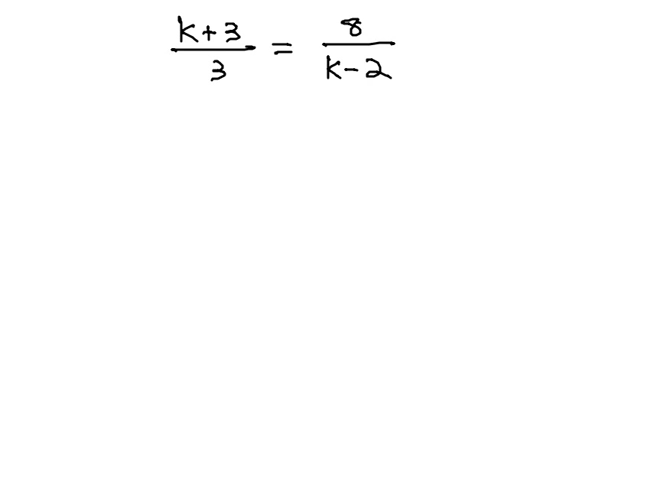 (k+3)/3 = 8/(k-2)